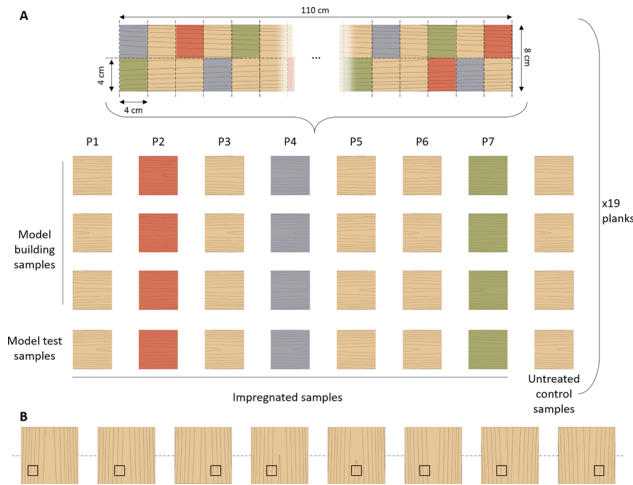 A
110 cm
...
8 cm
4 cm
4 cm
P1 P2 P3 P4 P5 P6 P7
x19
planks
Model
building
samples
Model test
samples
Impregnated samples
Untreated
control
samples
B